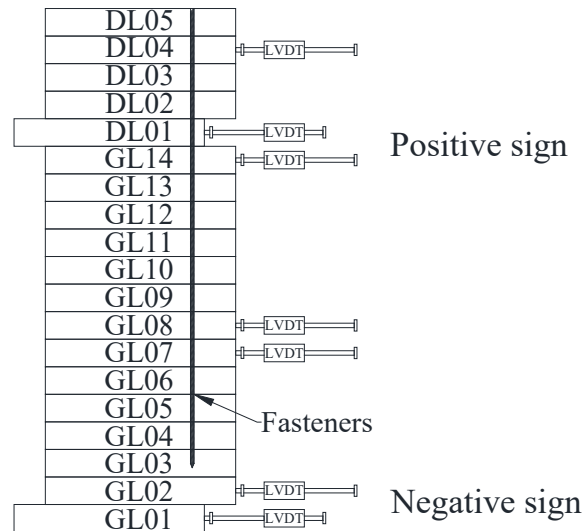 DL05
DL04 LVDT
DL03
DL02
DL01 LVDT
Positive sign
GL14 LVDT
GL13
GL12
GL11
GL10
GL09
GL08 LVDT
GL07 LVDT
GL06
GL05
Fasteners
GL04
GL03
GL02 LVDT
Negative sign
GL01 LVDT